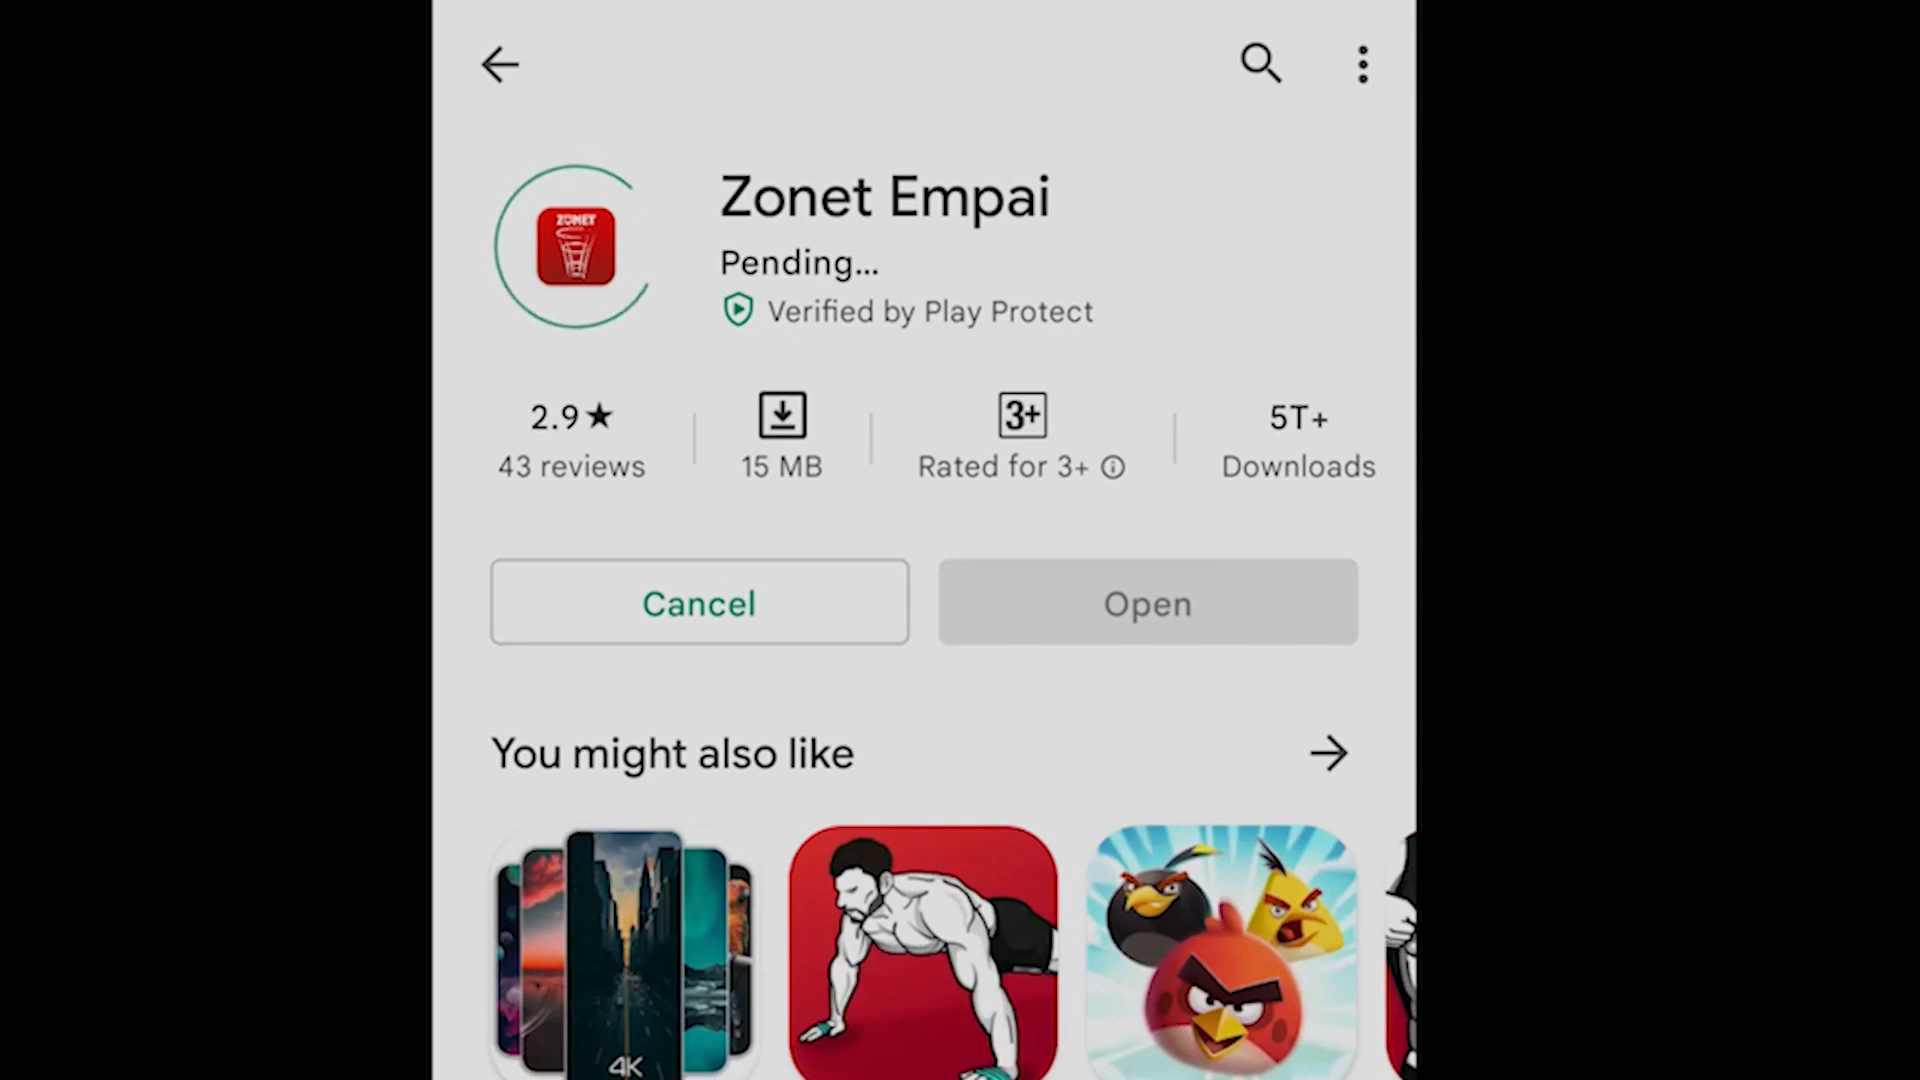 Zonet Empai
ZONET
Pending...
Verified by Play Protect
2.9★
43 reviews
15 MB
3+
Rated for 3+
5T+
Downloads
Cancel
Open
You might also like
4K